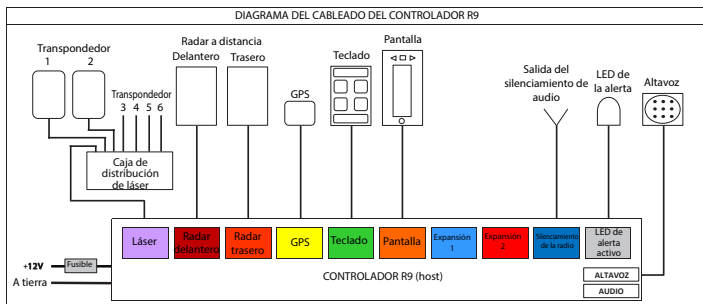 DIAGRAMA DEL CABLEADO DEL CONTROLADOR R9
Transpondedor
1 2
Transpondedor
3 4 5 6
Caja de
distribución
de láser
Radar a distancia
Delantero Trasero
GPS
Teclado
Pantalla
Salida del
silenciamiento de
audio
LED de
la alerta
Altavoz
Láser
Radar
delantero
Radar
trasero
GPS
Teclado
Pantalla
Expansión
1
Expansión
2
Silenciamiento
de la radio
LED de
alerta
activo
+12V
Fusible
A tierra
CONTROLADOR R9 (host)
ALTAVOZ
AUDIO